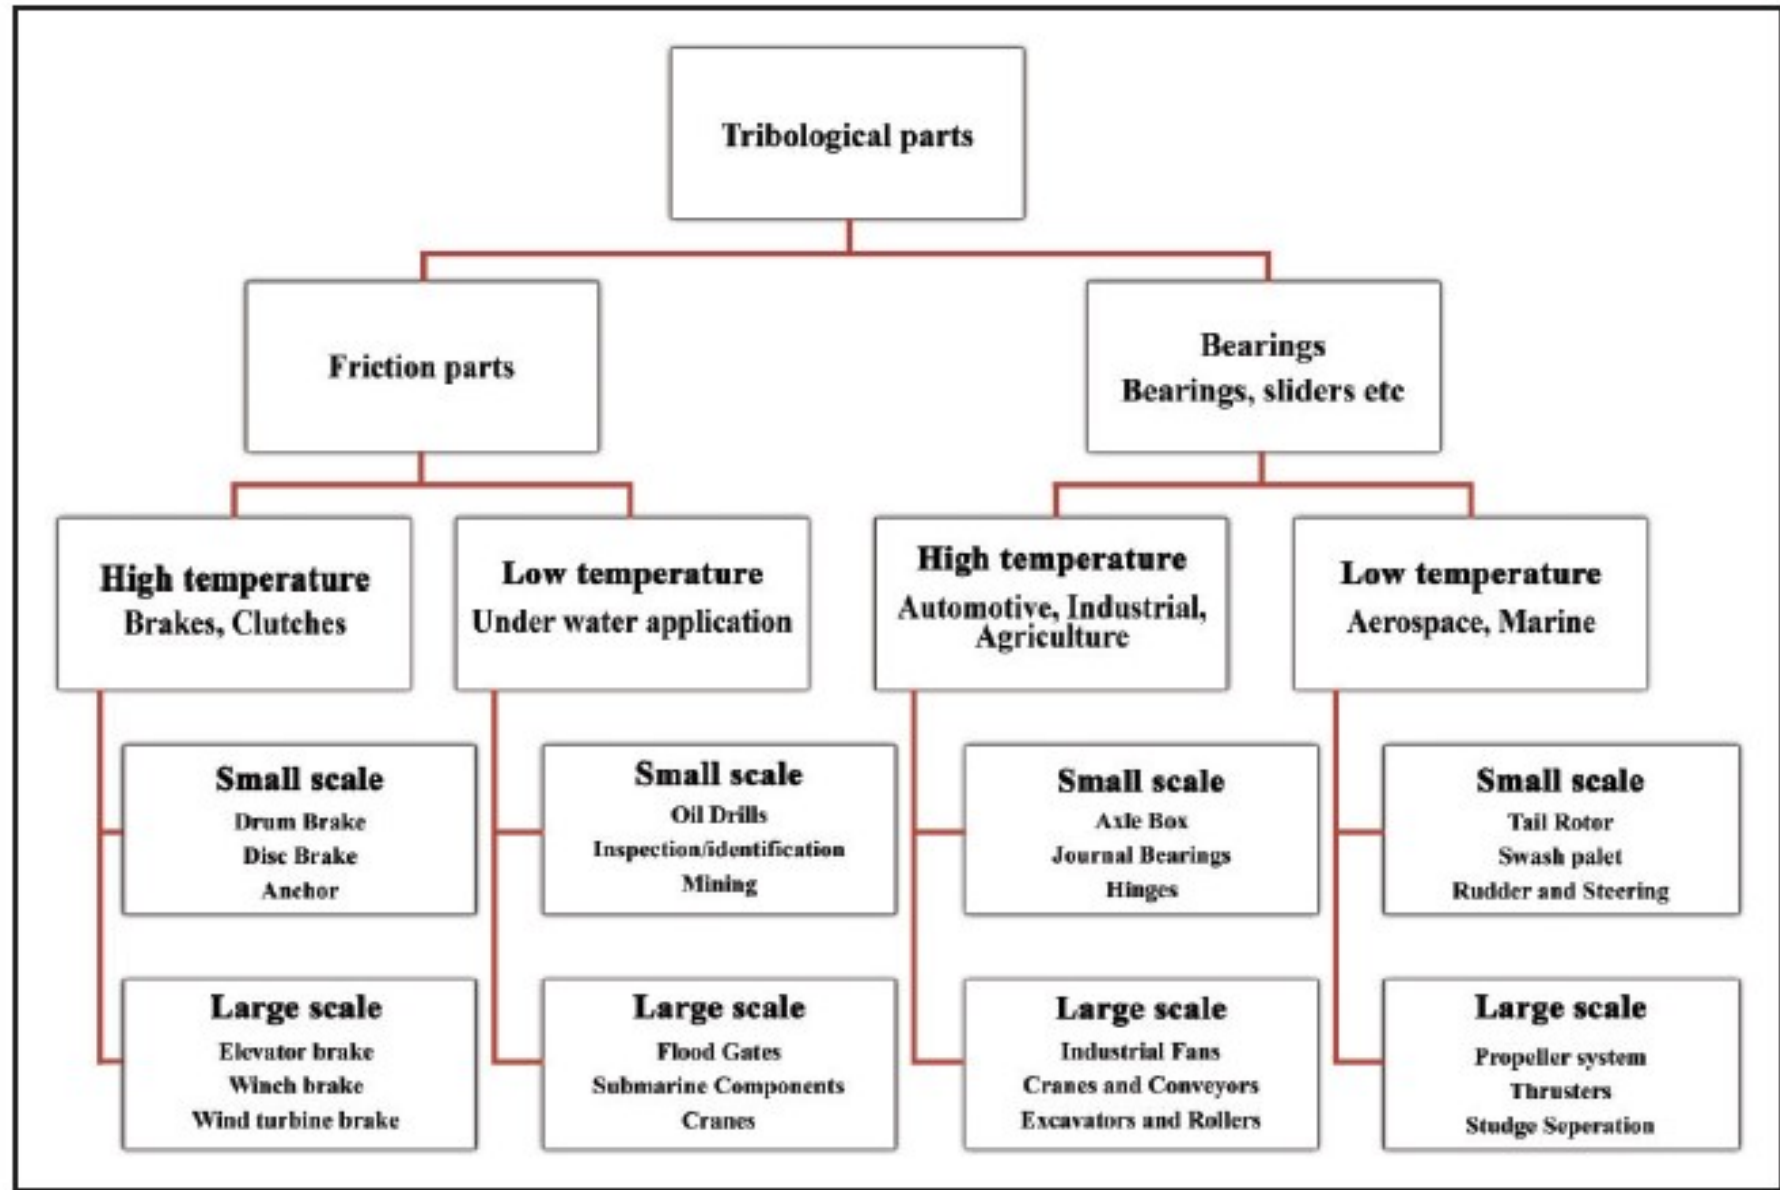 Tribological parts
Friction parts
Bearings
Bearings, sliders etc
High temperature
Brakes, Clutches
Low temperature
Under water application
High temperature
Automotive, Industrial,
Agriculture
Low temperature
Aerospace, Marine
Small scale
Drum Brake
Disc Brake
Anchor
Small scale
Oil Drills
Inspection/identification
Mining
Small scale
Axle Box
Journal Bearings
Hinges
Small scale
Tail Rotor
Swash palet
Rudder and Steering
Large scale
Elevator brake
Winch brake
Wind turbine brake
Large scale
Flood Gates
Submarine Components
Cranes
Large scale
Industrial Fans
Cranes and Conveyors
Excavators and Rollers
Large scale
Propeller system
Thrusters
Studge Seperation